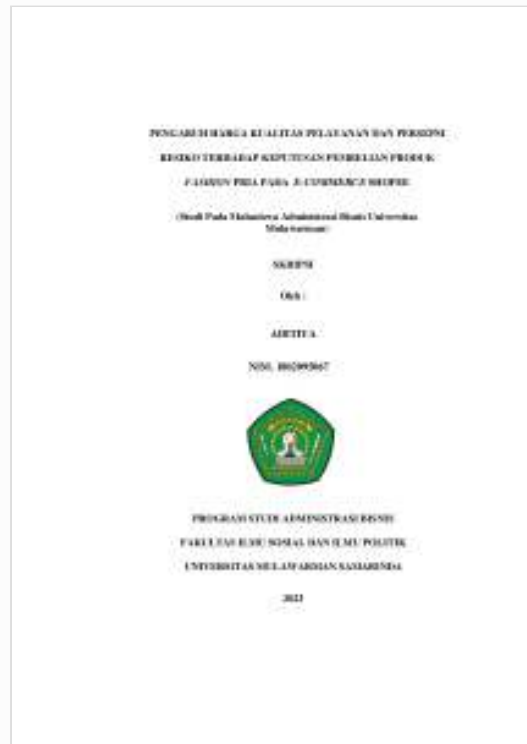 PENGARUH HARGA KUALITAS PELAYANAN DAN PERSEPSI
RESIKO TERHADAP KEPUTUSAN PEMBELIAN PRODUK
FASHION PRIA PADA E-COMMERCE SHOPEE
(Studi Pada Mahasiswa Administrasi Bisnis Universitas
Mulawarman)
SKRIPSI
Oleh :
ADITIYA
NIM.
PROGRAM STUDI ADMINISTRASI BISNIS
FAKULTAS ILMU SOSIAL DAN ILMU POLITIK
UNIVERSITAS MULAWARMAN SAMARINDA